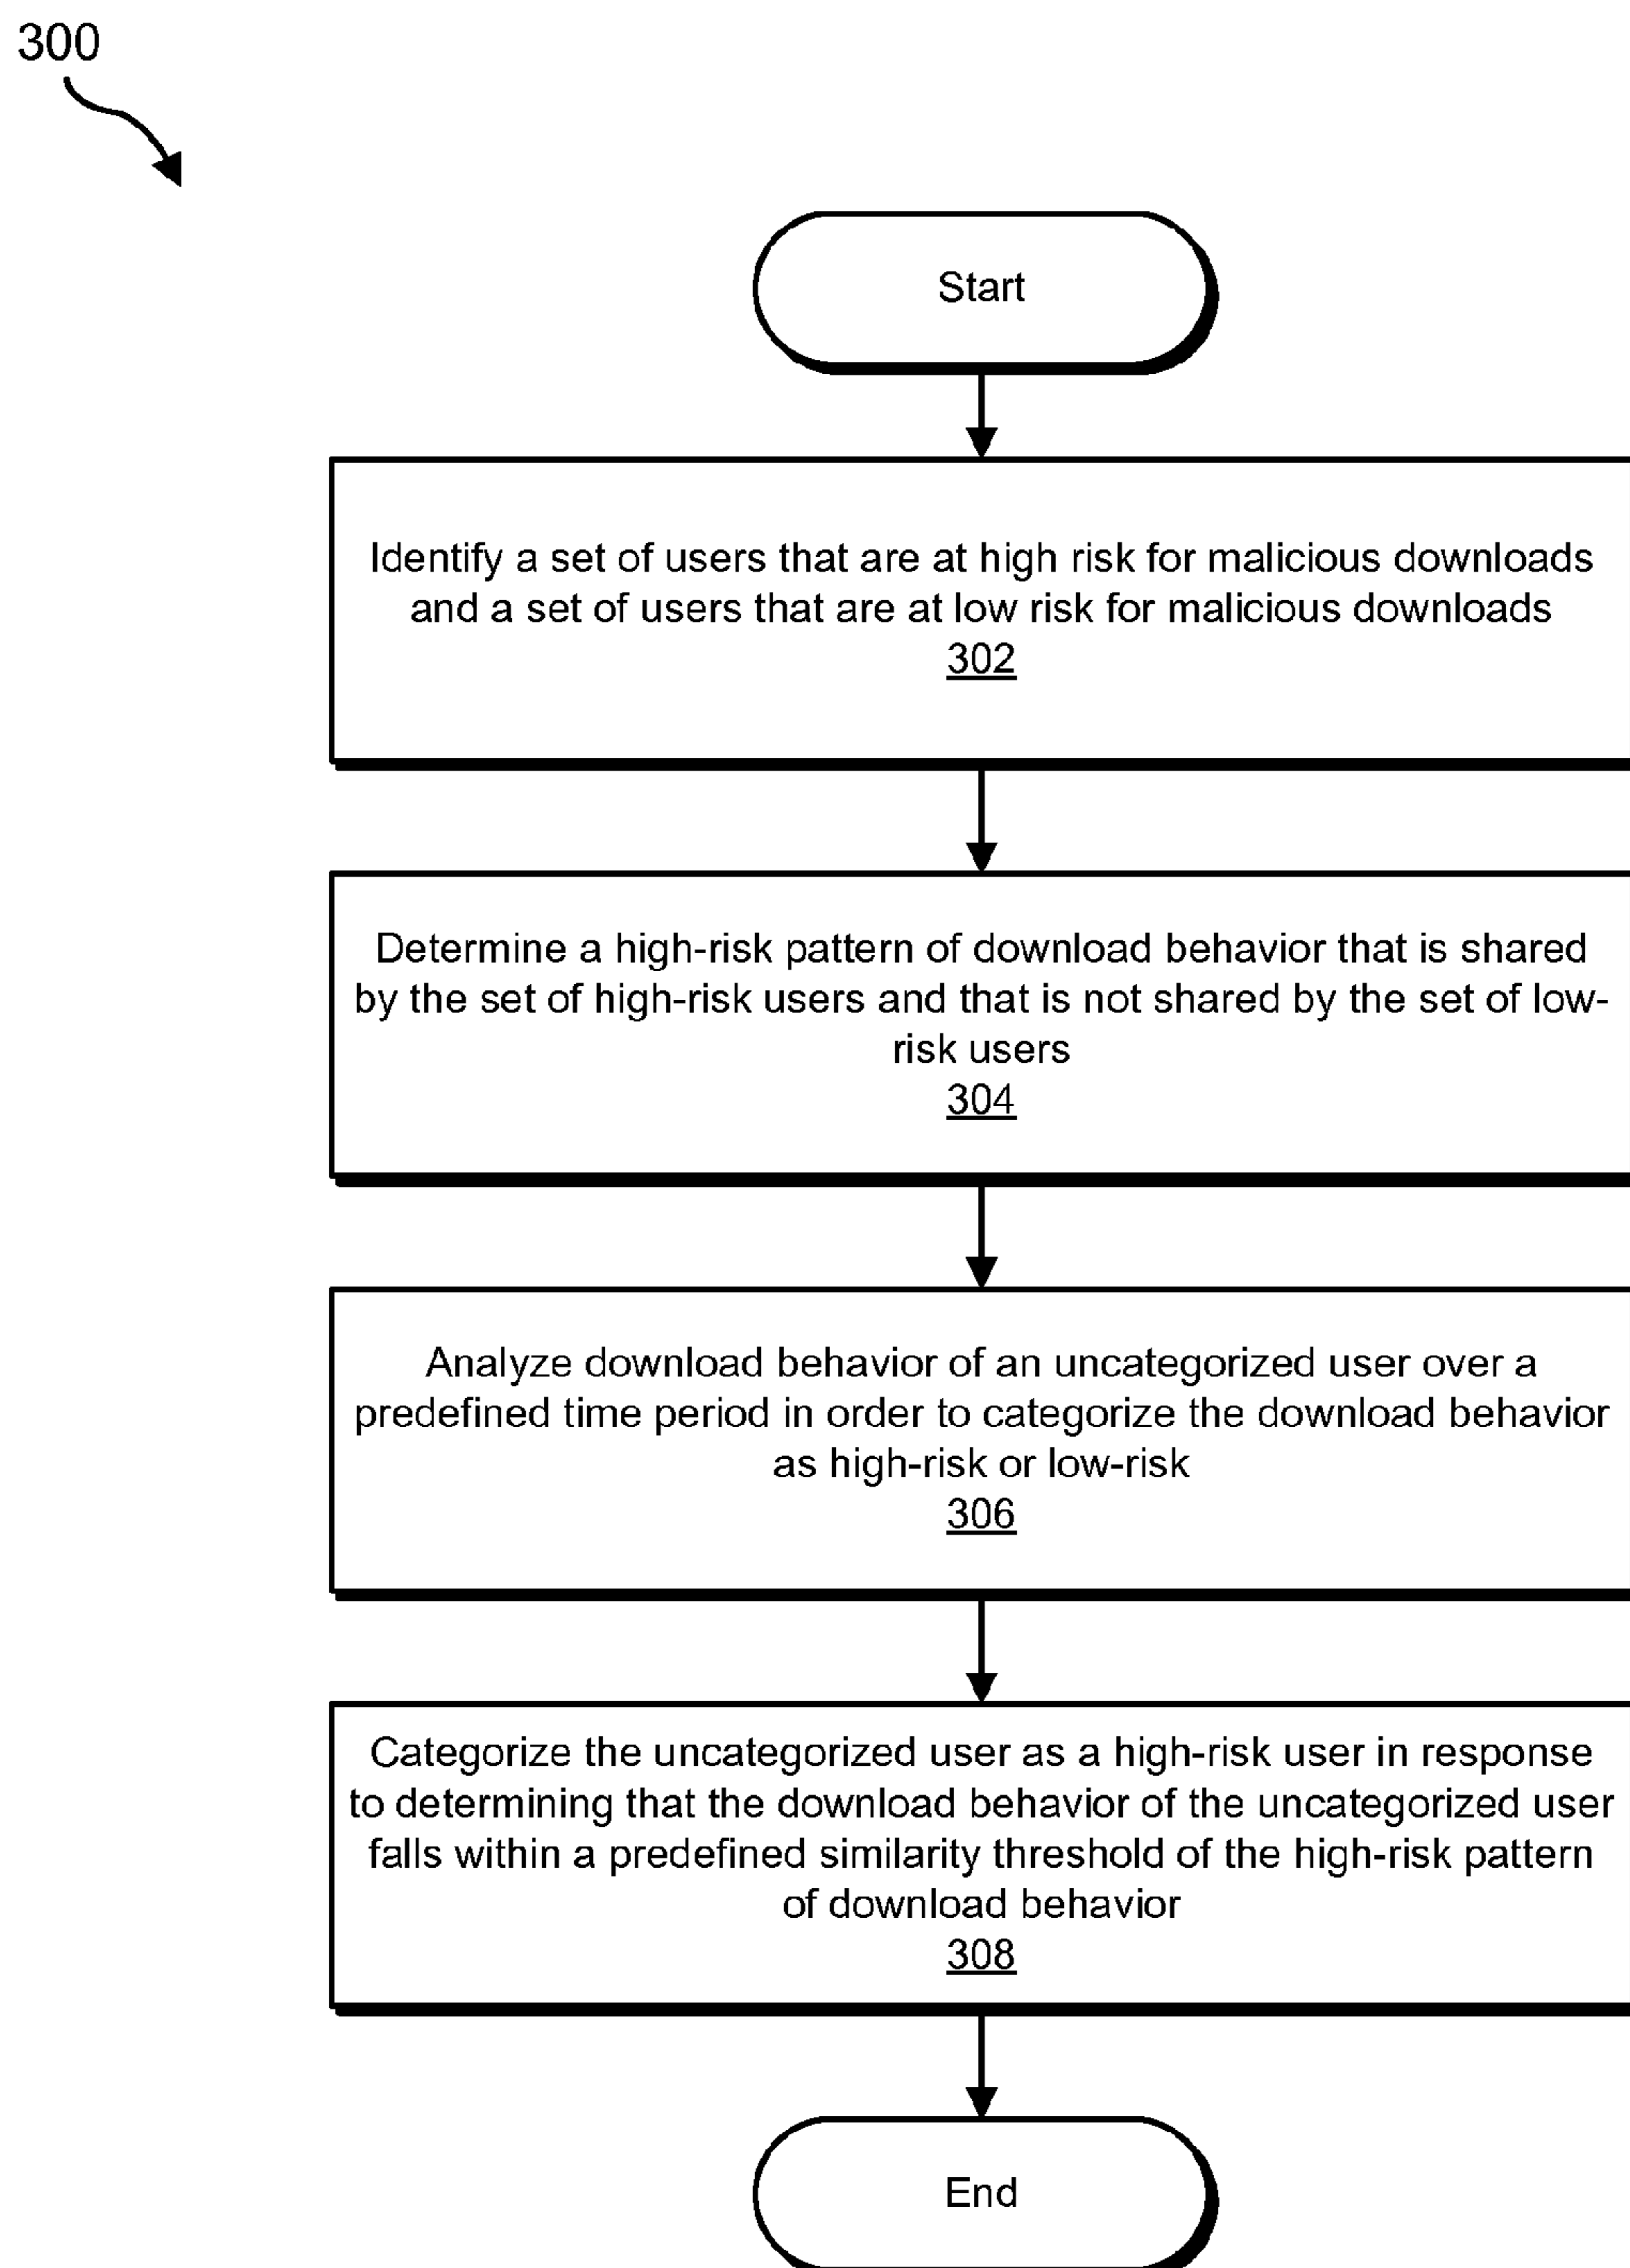 300
Start
Identify a set of users that are at high risk for malicious downloads
and a set of users that are at low risk for malicious downloads
302
Determine a high-risk pattern of download behavior that is shared
by the set of high-risk users and that is not shared by the set of low-
risk users
304
Analyze download behavior of an uncategorized user over a
predefined time period in order to categorize the download behavior
as high-risk or low-risk
306
Categorize the uncategorized user as a high-risk user in response
to determining that the download behavior of the uncategorized user
falls within a predefined similarity threshold of the high-risk pattern
of download behavior
308
End